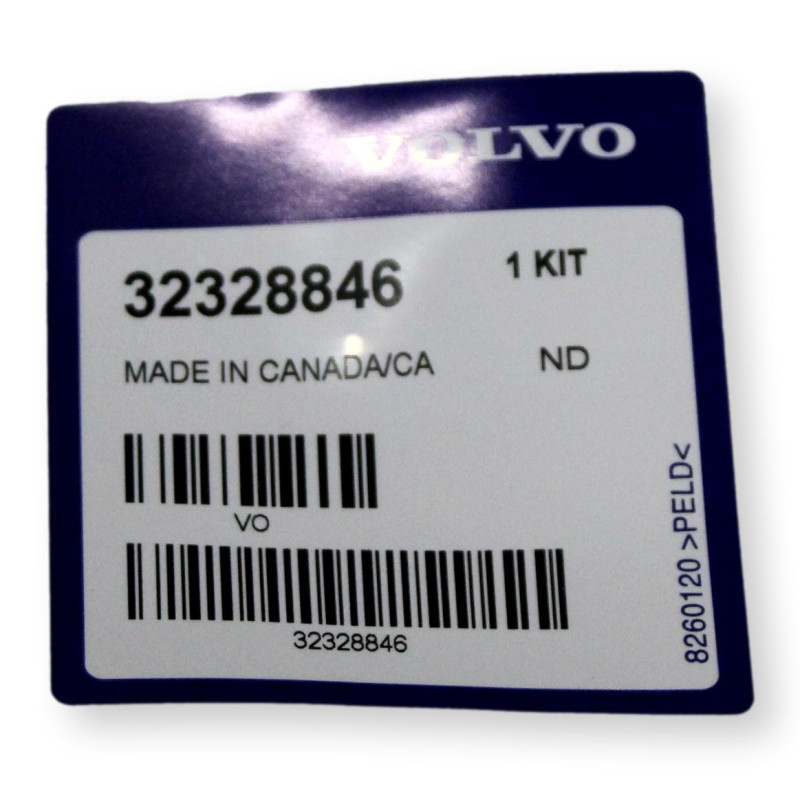 VOLVO
32328846
1 KIT
MADE IN CANADA/CA
ND
VO
32328846
8260120 >PELD<